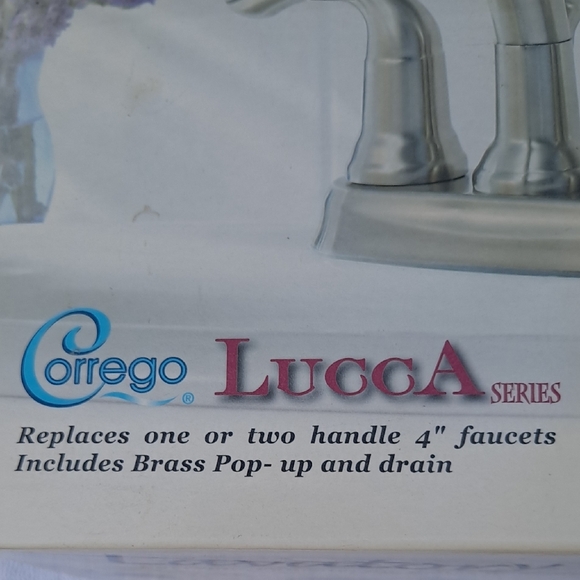 Corrego® LUCCA SERIES
Replaces one or two handle 4" faucets
Includes Brass Pop- up and drain